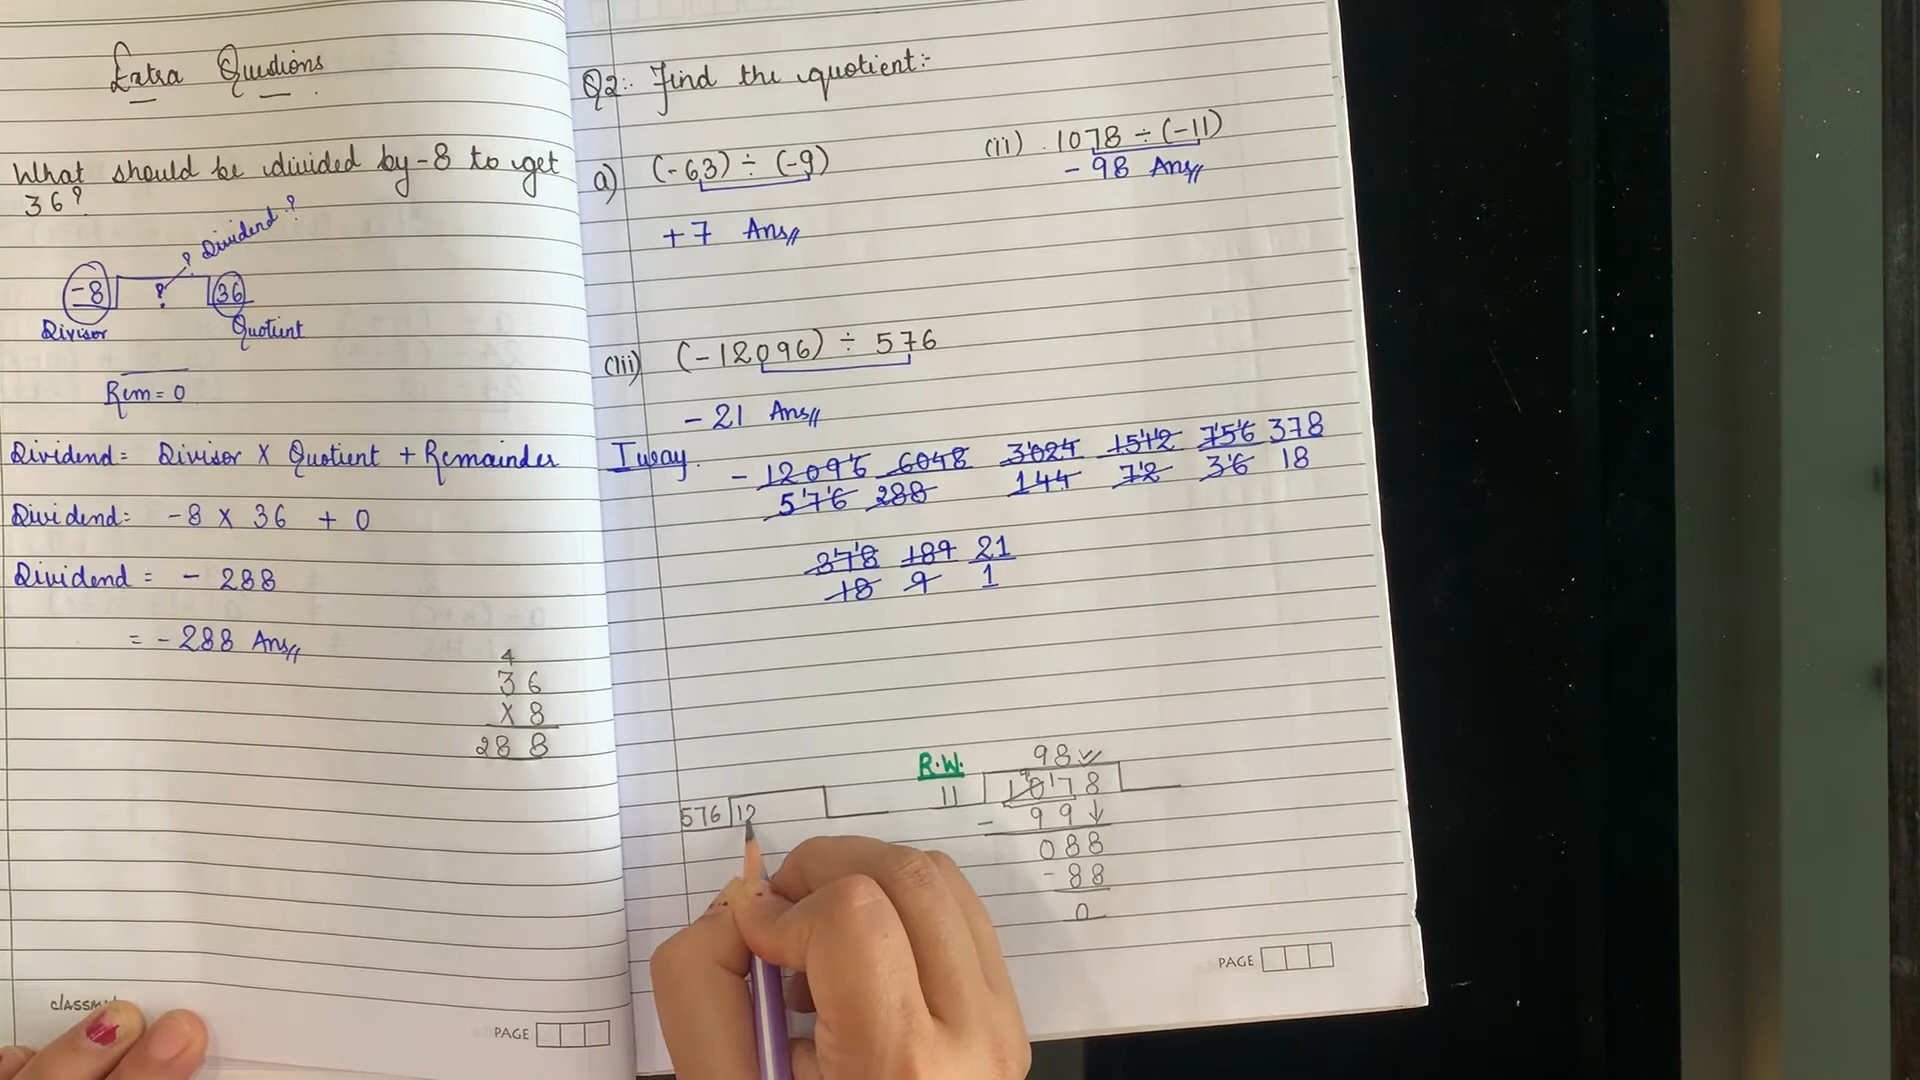 Extra Questions
What should be divided by -8 to get
36?
? Dividend?
-8 ? 36
Divisor Quotient
Rem = 0
Dividend = Divisor X Quotient + Remainder
Dividend = -8 X 36 + 0
Dividend = - 288
= - 288 Ans
4
36
X 8
288
classm
PAGE
Q2:- Find the quotient:-
a) (-63) ÷ (-9)
+7 Ans
(ii) 1078 ÷ (-11)
- 98 Ans
(iii) (-12096) ÷ 576
- 21 Ans
I way
- 12096 6048 3024 1512 756 378
576 288 144 72 36 18
378 189 21
18 9 1
576 12
R.W. 98
11 1078
- 99
088
- 88
0
PAGE